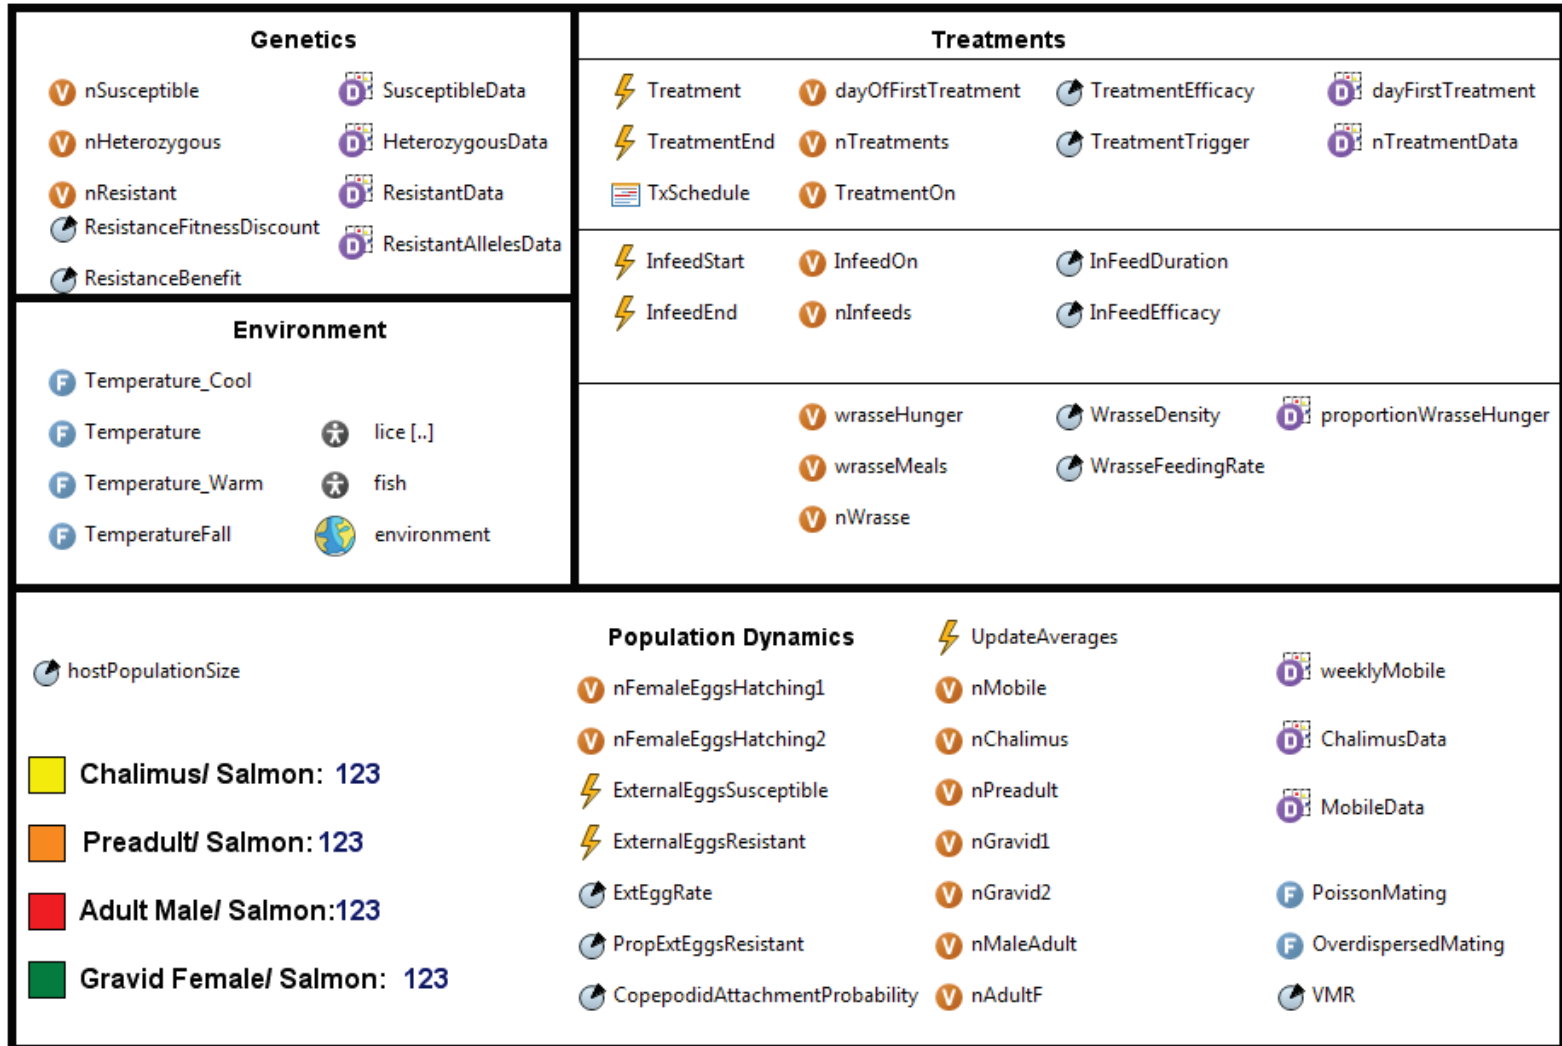 Genetics
nSusceptible
SusceptibleData
nHeterozygous
HeterozygousData
nResistant
ResistantData
ResistanceFitnessDiscount
ResistantAllelesData
ResistanceBenefit
Environment
Temperature_Cool
Temperature
lice [..]
Temperature_Warm
fish
TemperatureFall
environment
Treatments
Treatment
dayOfFirstTreatment
TreatmentEfficacy
dayFirstTreatment
TreatmentEnd
nTreatments
TreatmentTrigger
nTreatmentData
TxSchedule
TreatmentOn
InfeedStart
InfeedOn
InFeedDuration
InfeedEnd
nInfeeds
InFeedEfficacy
wrasseHunger
WrasseDensity
proportionWrasseHunger
wrasseMeals
WrasseFeedingRate
nWrasse
hostPopulationSize
Chalimus/ Salmon: 123
Preadult/ Salmon: 123
Adult Male/ Salmon:123
Gravid Female/ Salmon: 123
Population Dynamics
nFemaleEggsHatching1
nFemaleEggsHatching2
ExternalEggsSusceptible
ExternalEggsResistant
ExtEggRate
PropExtEggsResistant
CopepodidAttachmentProbability
UpdateAverages
nMobile
nChalimus
nPreadult
nGravid1
nGravid2
nMaleAdult
nAdultF
weeklyMobile
ChalimusData
MobileData
PoissonMating
OverdispersedMating
VMR